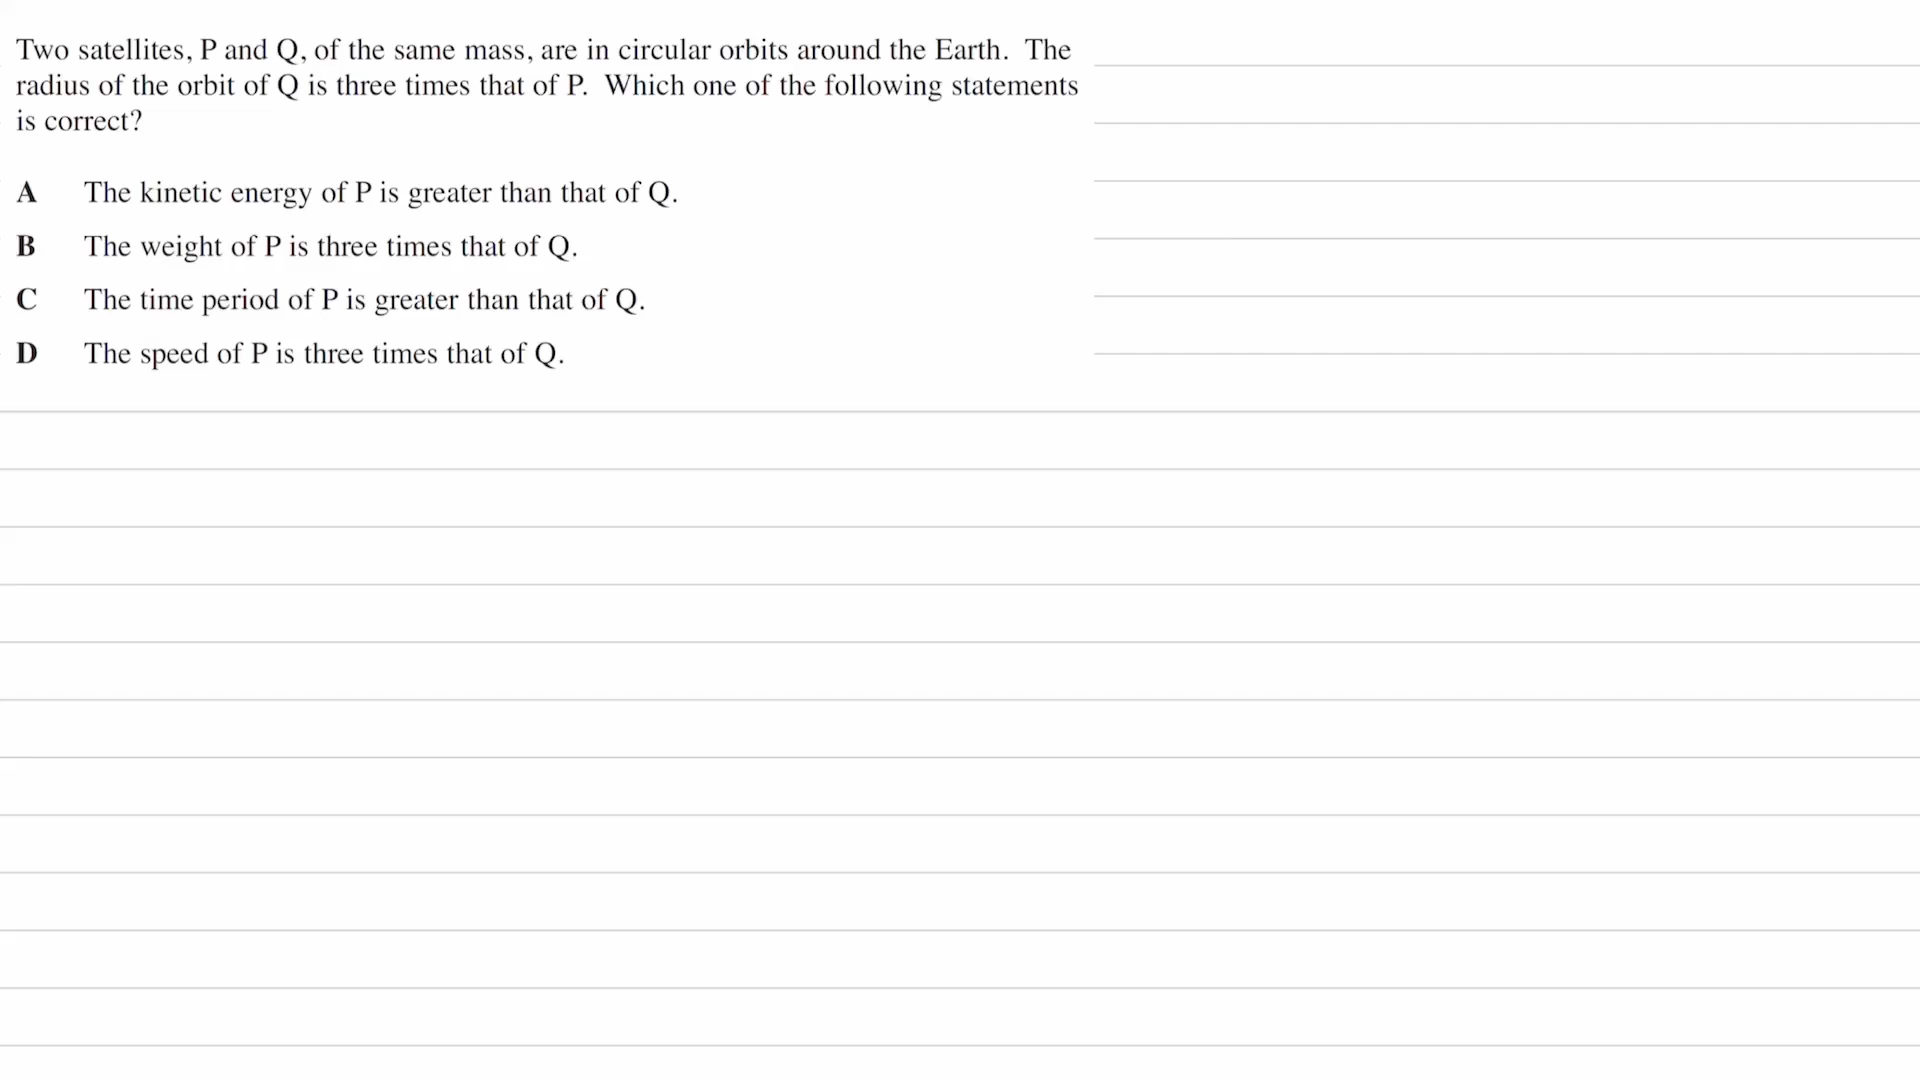 Two satellites, P and Q, of the same mass, are in circular orbits around the Earth. The
radius of the orbit of Q is three times that of P. Which one of the following statements
is correct?
A The kinetic energy of P is greater than that of Q.
B The weight of P is three times that of Q.
C The time period of P is greater than that of Q.
D The speed of P is three times that of Q.